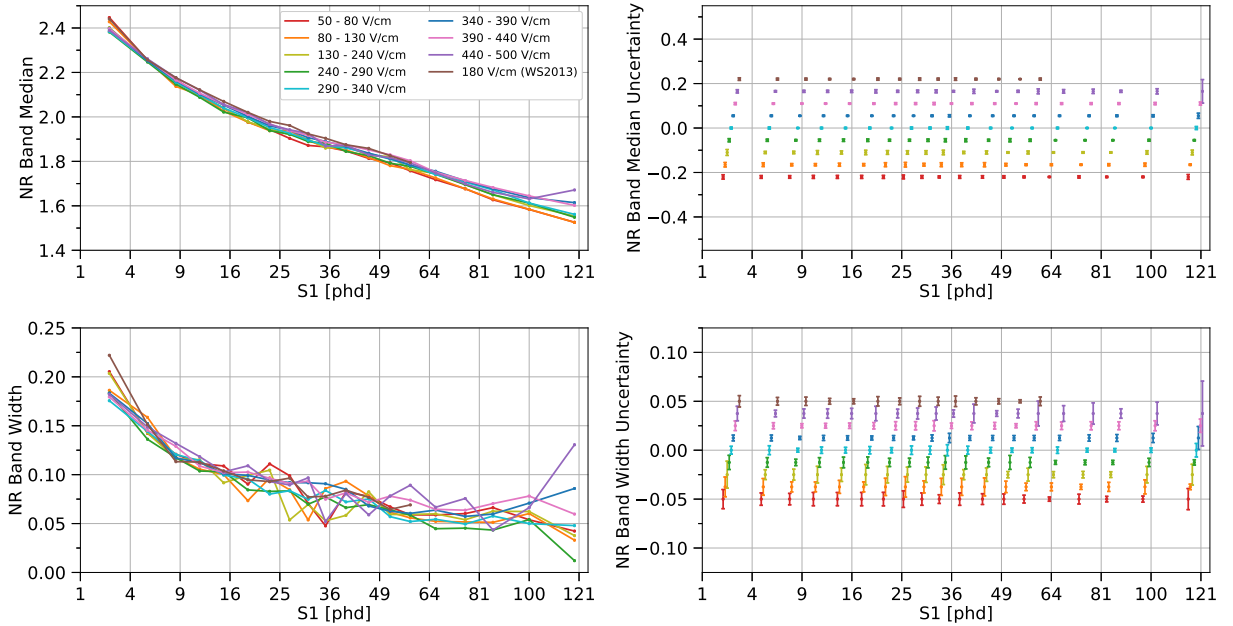 NR Band Median
2.4
2.2
2.0
1.8
1.6
1.4
50 - 80 V/cm
80 - 130 V/cm
130 - 240 V/cm
240 - 290 V/cm
290 - 340 V/cm
340 - 390 V/cm
390 - 440 V/cm
440 - 500 V/cm
180 V/cm (WS2013)
1 4 9 16 25 36 49 64 81 100 121
S1 [phd]
NR Band Median Uncertainty
0.4
0.2
0.0
−0.2
−0.4
1 4 9 16 25 36 49 64 81 100 121
S1 [phd]
NR Band Width
0.25
0.20
0.15
0.10
0.05
0.00
1 4 9 16 25 36 49 64 81 100 121
S1 [phd]
NR Band Width Uncertainty
0.10
0.05
0.00
−0.05
−0.10
1 4 9 16 25 36 49 64 81 100 121
S1 [phd]